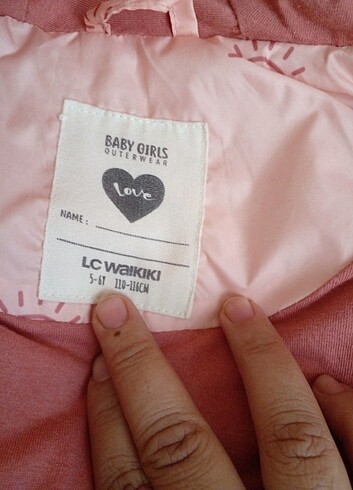 BABY GIRLS
OUTERWEAR
Love
NAME :
LC WAIKIKI
5-6Y 110-116CM